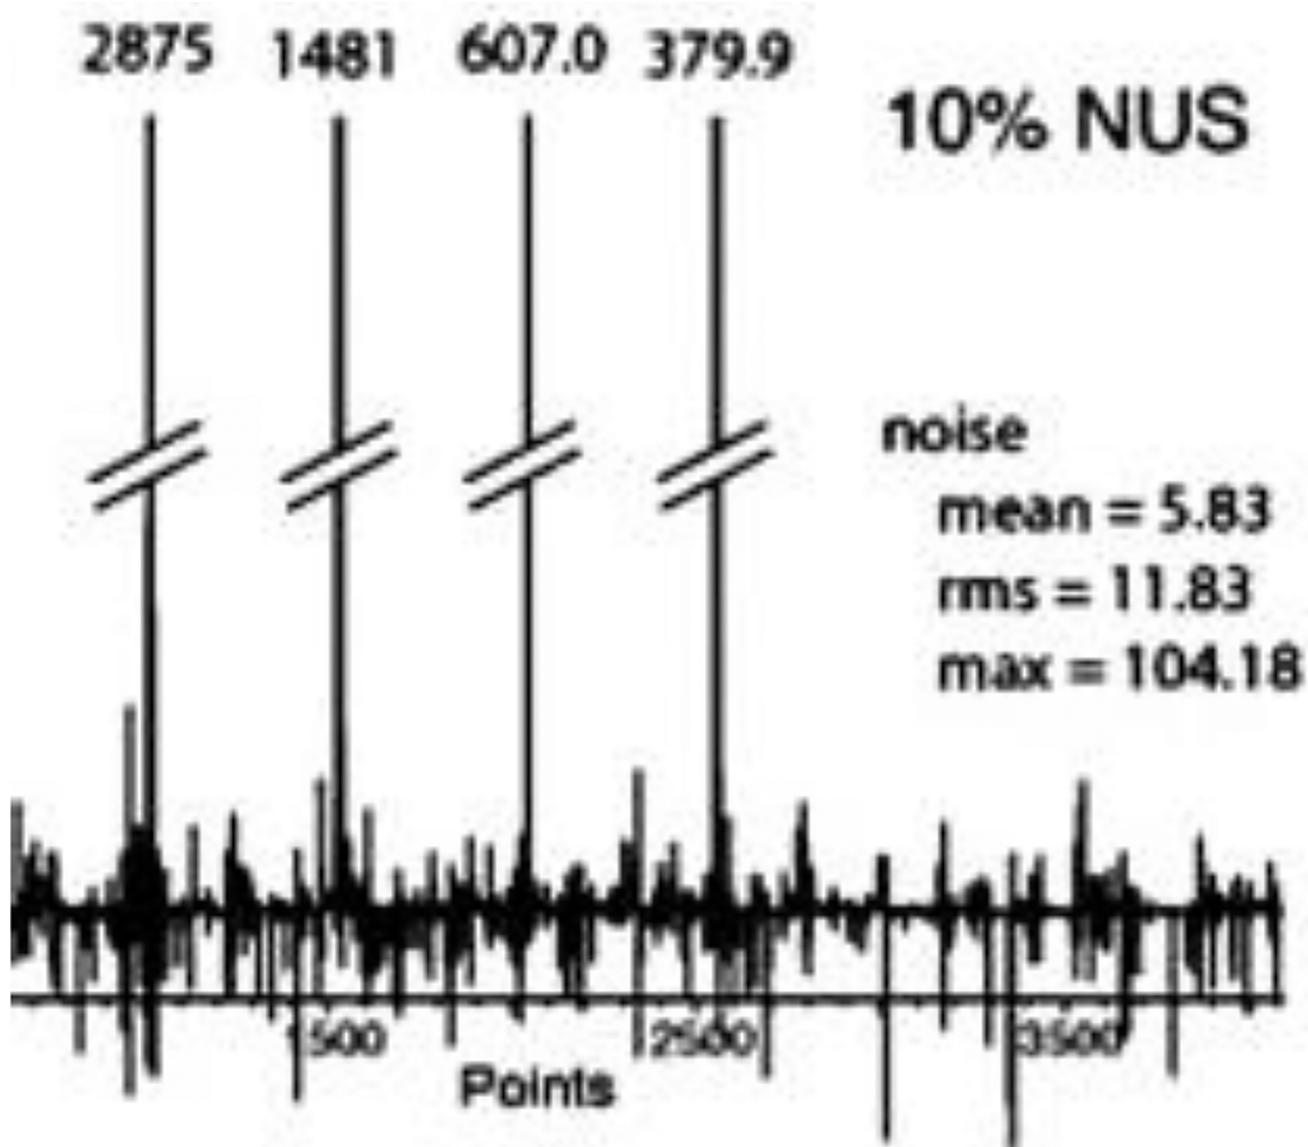 2875 1481 607.0 379.9
10% NUS
noise
mean = 5.83
rms = 11.83
max = 104.18
1500 2500 3500
Points